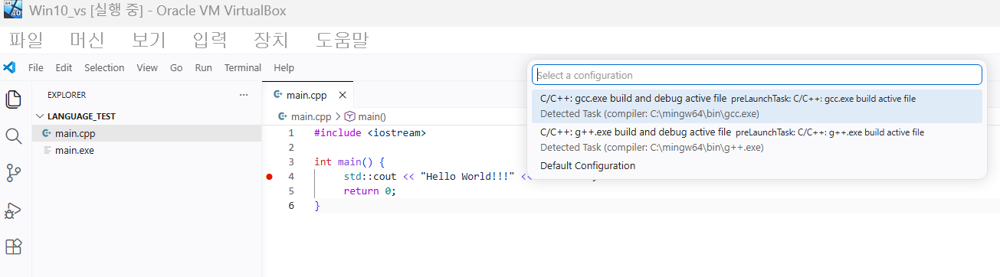 Win10_vs [실행 중] - Oracle VM VirtualBox
파일 머신 보기 입력 장치 도움말
File Edit Selection View Go Run Terminal Help
Select a configuration
C/C++: gcc.exe build and debug active file preLaunchTask: C/C++: gcc.exe build active file
Detected Task (compiler: C:\mingw64\bin\gcc.exe)
C/C++: g++.exe build and debug active file preLaunchTask: C/C++: g++.exe build active file
Detected Task (compiler: C:\mingw64\bin\g++.exe)
Default Configuration
EXPLORER ...
LANGUAGE_TEST
main.cpp
main.exe
main.cpp
main.cpp > main()
1 #include <iostream>
2
3 int main() {
4 std::cout << "Hello World!!!" <<
5 return 0;
6 }